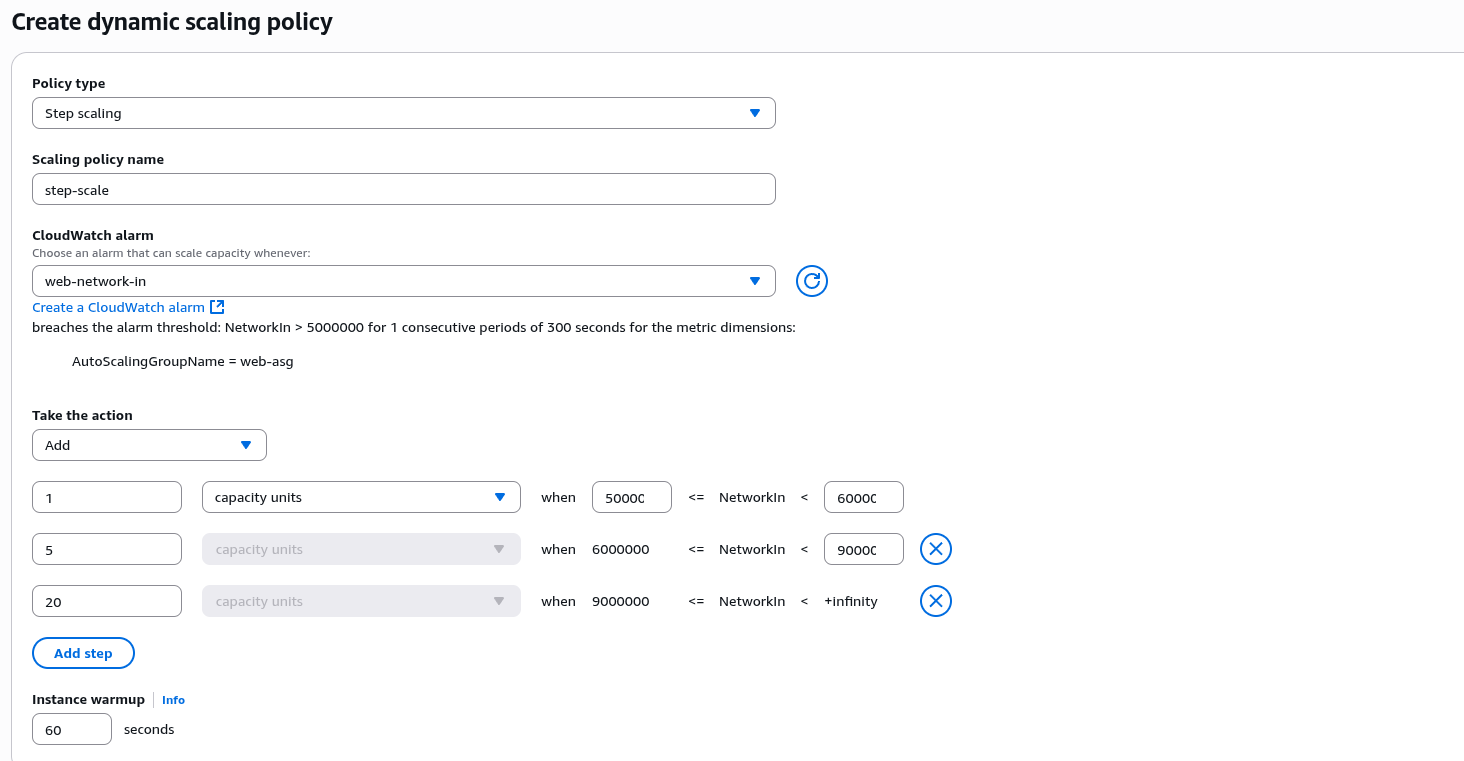 Create dynamic scaling policy
Policy type
Step scaling
Scaling policy name
step-scale
CloudWatch alarm
Choose an alarm that can scale capacity whenever:
web-network-in
Create a CloudWatch alarm
breaches the alarm threshold: NetworkIn > 5000000 for 1 consecutive periods of 300 seconds for the metric dimensions:
AutoScalingGroupName = web-asg
Take the action
Add
1 capacity units when 50000 <= NetworkIn < 60000
5 capacity units when 6000000 <= NetworkIn < 90000
20 capacity units when 9000000 <= NetworkIn < +infinity
Add step
Instance warmup Info
60 seconds